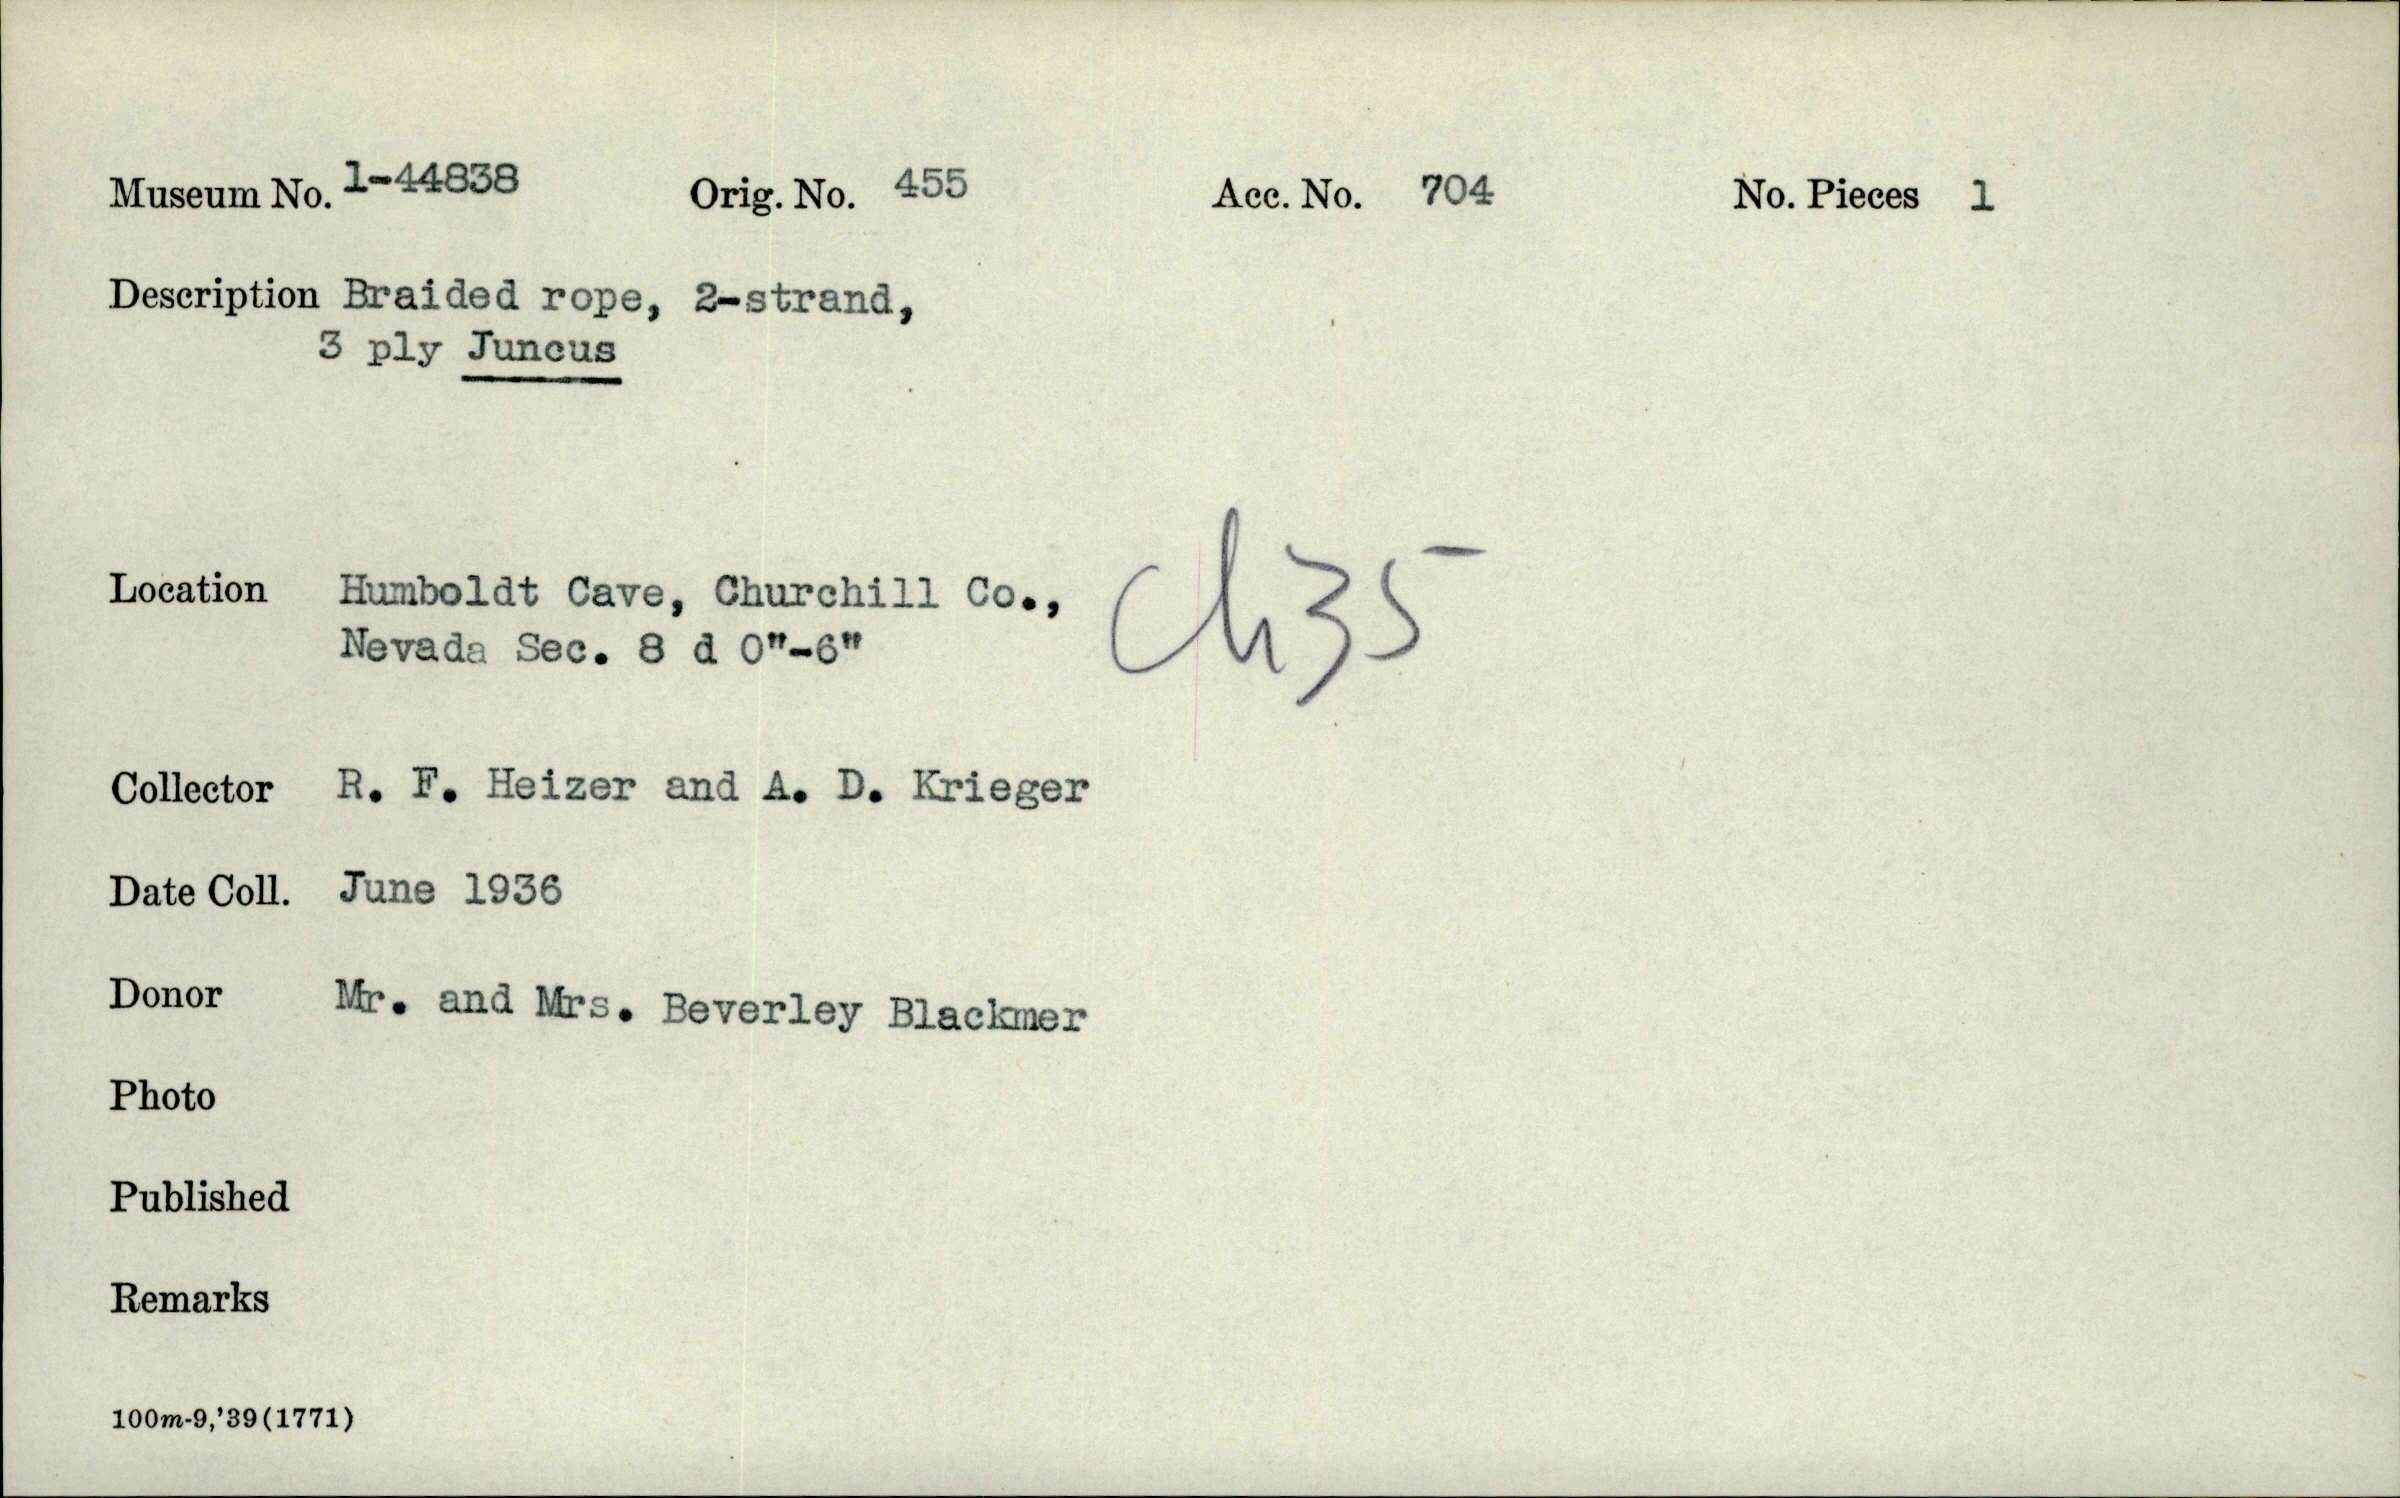 Museum No. 1-44838 Orig. No. 455 Acc. No. 704 No. Pieces 1
Description Braided rope, 2-strand,
3 ply Juncus
Location Humboldt Cave, Churchill Co.,
Nevada Sec. 8 d 0"-6"
Ch35
Collector R. F. Heizer and A. D. Krieger
Date Coll. June 1936
Donor Mr. and Mrs. Beverley Blackmer
Photo
Published
Remarks
100m-9,'39(1771)